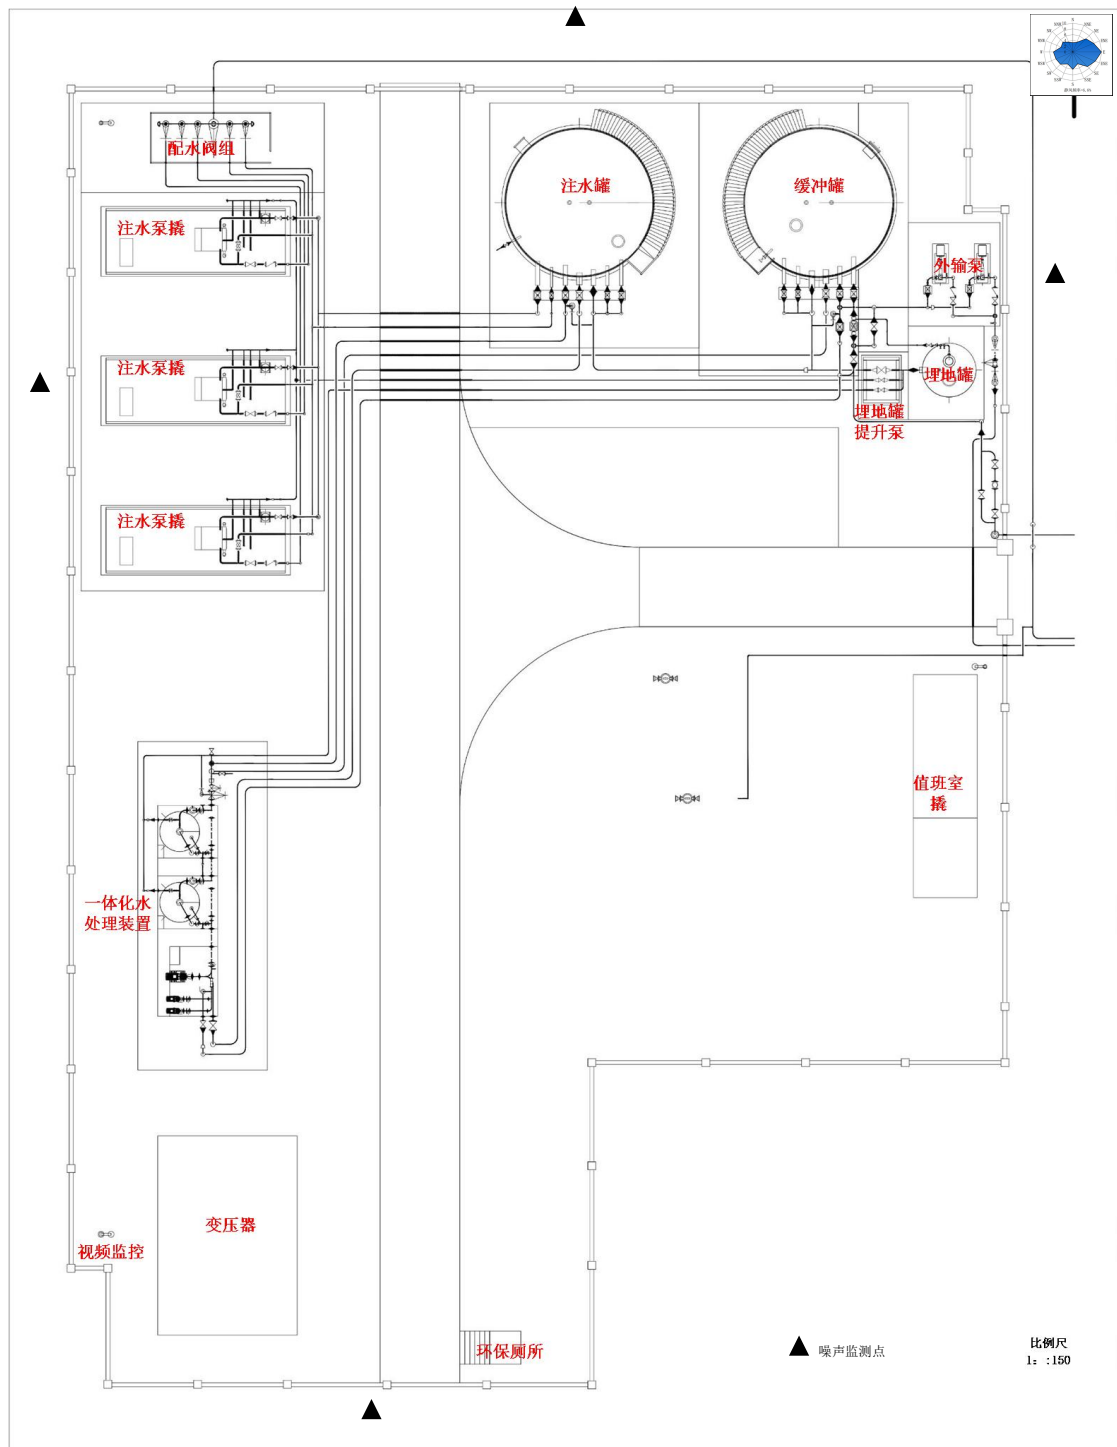 配水阀组
注水罐
缓冲罐
注水泵撬
外输泵
注水泵撬
埋地罐
埋地罐
提升泵
注水泵撬
值班室
撬
一体化水
处理装置
变压器
视频监控
环保厕所
噪声监测点
比例尺
1：:150